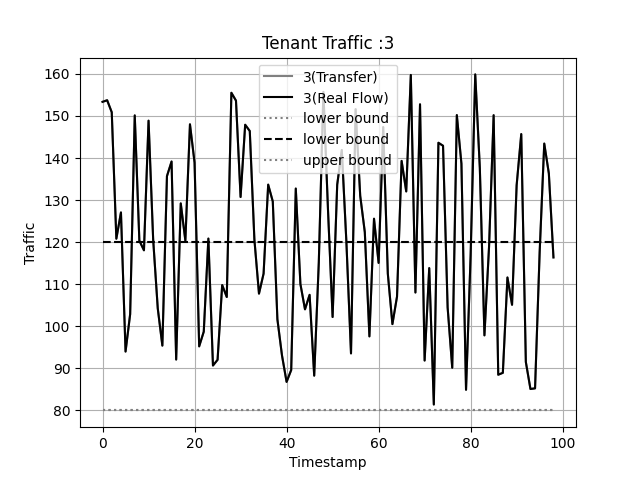 Tenant Traffic :3
3(Transfer)
3(Real Flow)
lower bound
lower bound
upper bound
160
150
140
130
120
110
100
90
80
Traffic
0 20 40 60 80 100
Timestamp